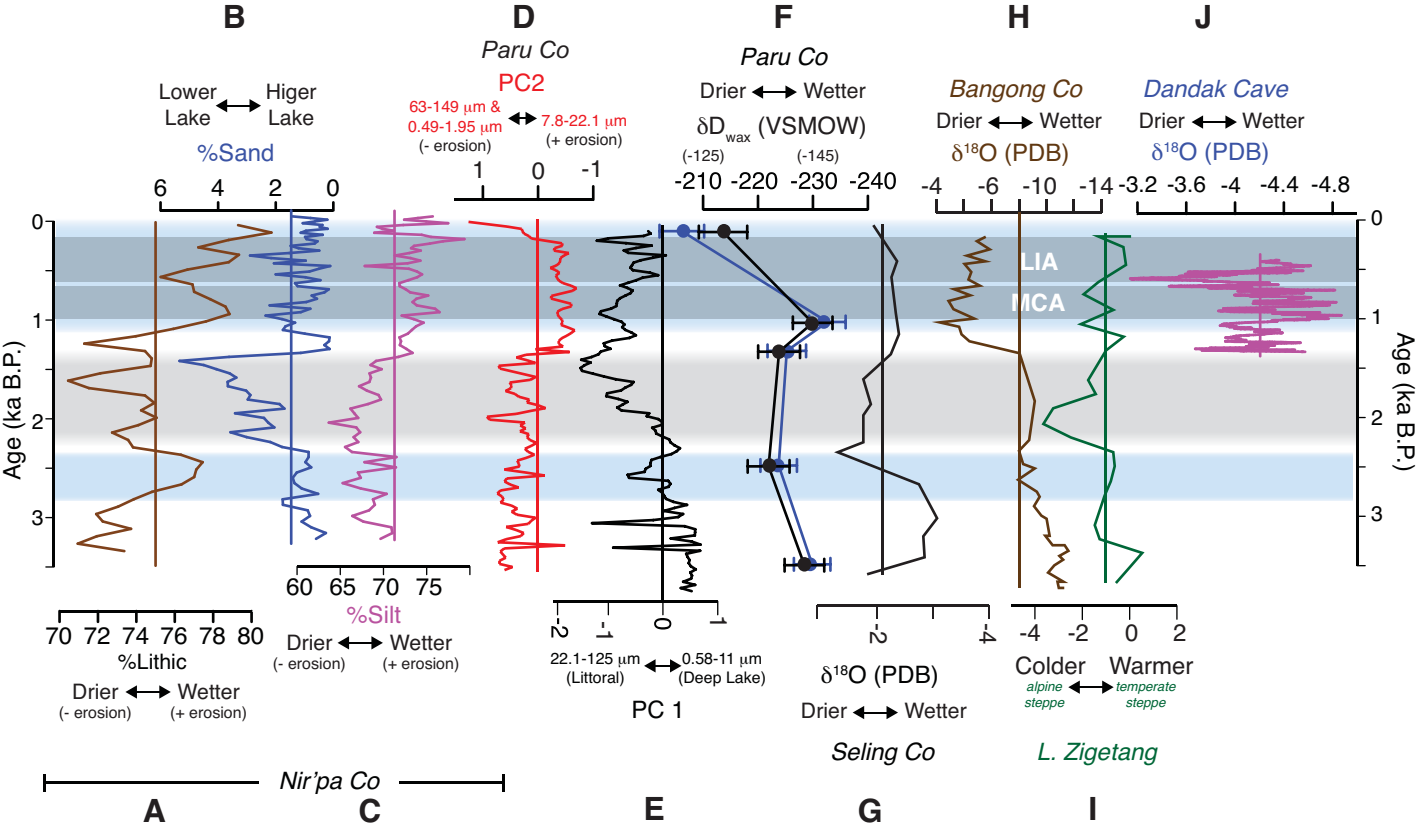 B D F H J
Paru Co
PC2
63-149 μm &
0.49-1.95 μm
(- erosion)
7.8-22.1 μm
(+ erosion)
1 0 -1
Lower
Lake
Higer
Lake
%Sand
6 4 2 0
Paru Co
Drier Wetter
δD wax (VSMOW)
(-125) (-145)
-210 -220 -230 -240
Bangong Co
Drier Wetter
δ18O (PDB)
-4 -6 -10 -14
Dandak Cave
Drier Wetter
δ18O (PDB)
-3.2 -3.6 -4 -4.4 -4.8
0
1
2
3
Age (ka B.P.)
LIA
MCA
0
1
2
3
Age (ka B.P.)
70 72 74 76 78 80
%Lithic
Drier Wetter
(- erosion) (+ erosion)
60 65 70 75
%Silt
Drier Wetter
(- erosion) (+ erosion)
-2 -1 0 1
22.1-125 μm
(Littoral)
0.58-11 μm
(Deep Lake)
PC 1
-2 -4
δ18O (PDB)
Drier Wetter
Seling Co
-4 -2 0 2
Colder Warmer
alpine
steppe
temperate
steppe
L. Zigetang
Nir'pa Co
A C E G I